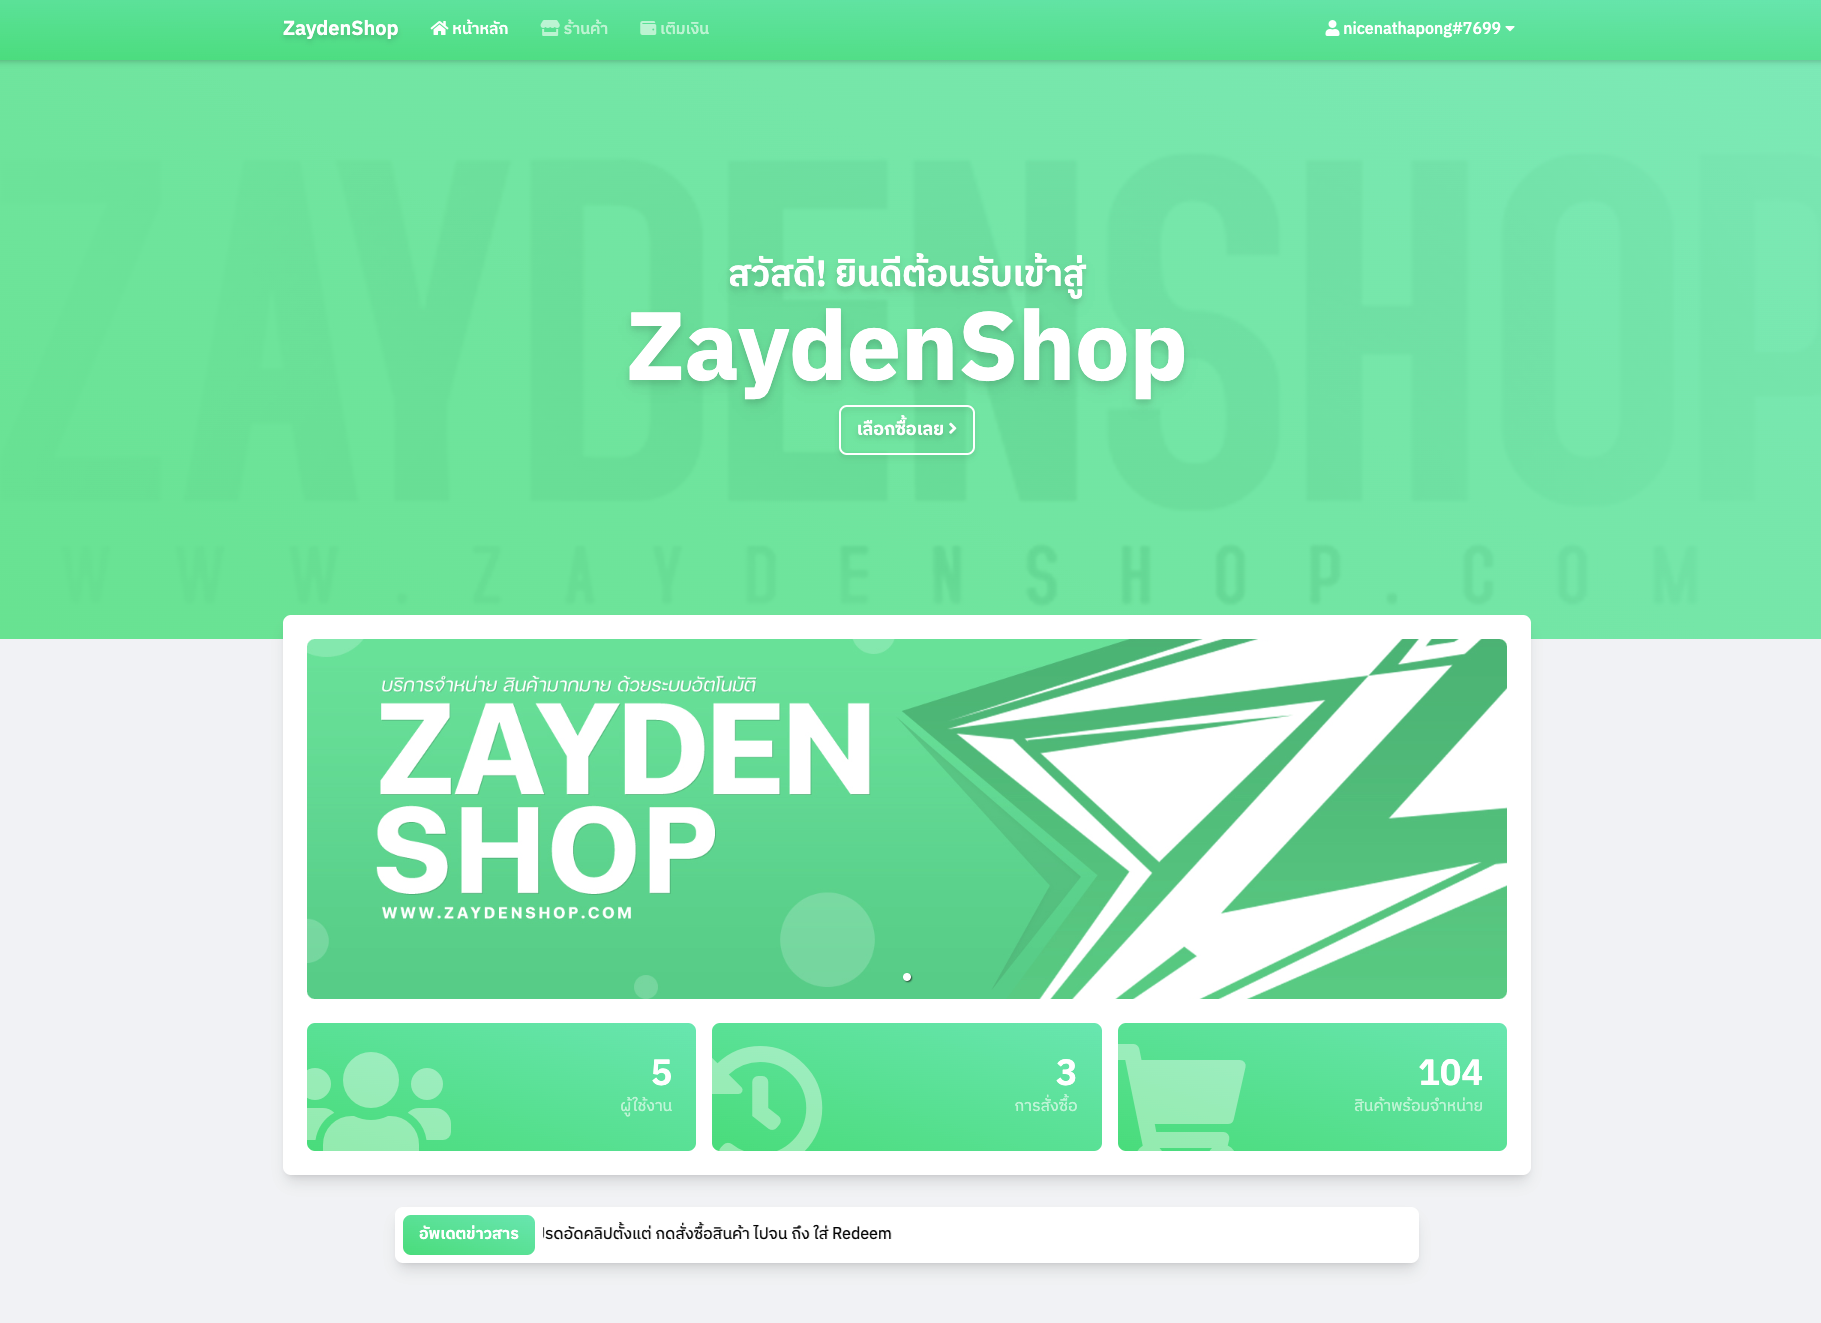 ZaydenShop หน้าหลัก ร้านค้า เติมเงิน nicenathapong#7699
ZAYDENSHOP
สวัสดี! ยินดีต้อนรับเข้าสู่
ZaydenShop
เลือกซื้อเลย
WWW.ZAYDENSHOP.COM
บริการจำหน่าย สินค้ามากมาย ด้วยระบบอัตโนมัติ
ZAYDEN
SHOP
WWW.ZAYDENSHOP.COM
5
ผู้ใช้งาน
3
การสั่งซื้อ
104
สินค้าพร้อมจำหน่าย
อัพเดตข่าวสาร
รดอัดคลิปตั้งแต่ กดสั่งซื้อสินค้า ไปจน ถึง ใส่ Redeem